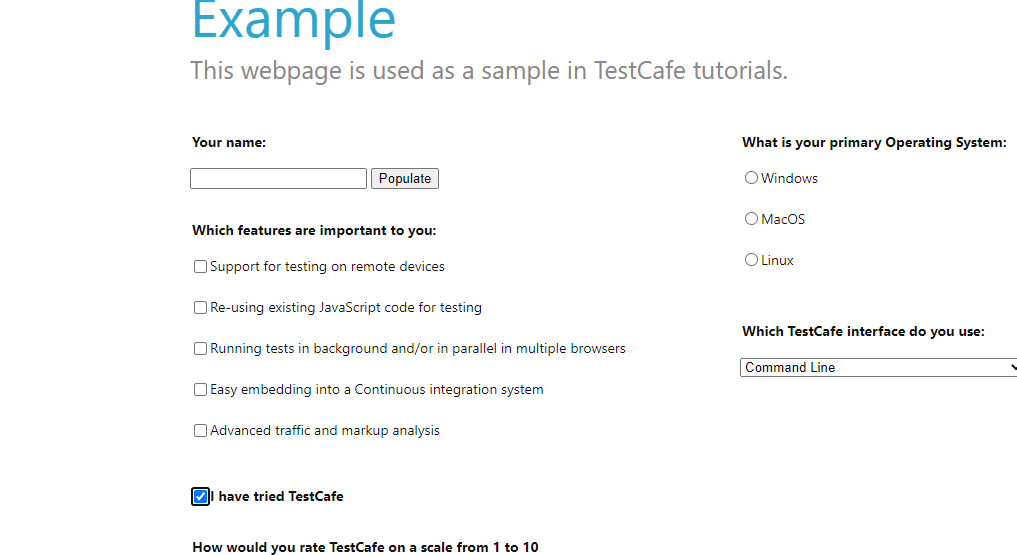 Example
This webpage is used as a sample in TestCafe tutorials.
Your name:
Populate
Which features are important to you:
Support for testing on remote devices
Re-using existing JavaScript code for testing
Running tests in background and/or in parallel in multiple browsers
Easy embedding into a Continuous integration system
Advanced traffic and markup analysis
I have tried TestCafe
How would you rate TestCafe on a scale from 1 to 10
What is your primary Operating System:
Windows
MacOS
Linux
Which TestCafe interface do you use:
Command Line